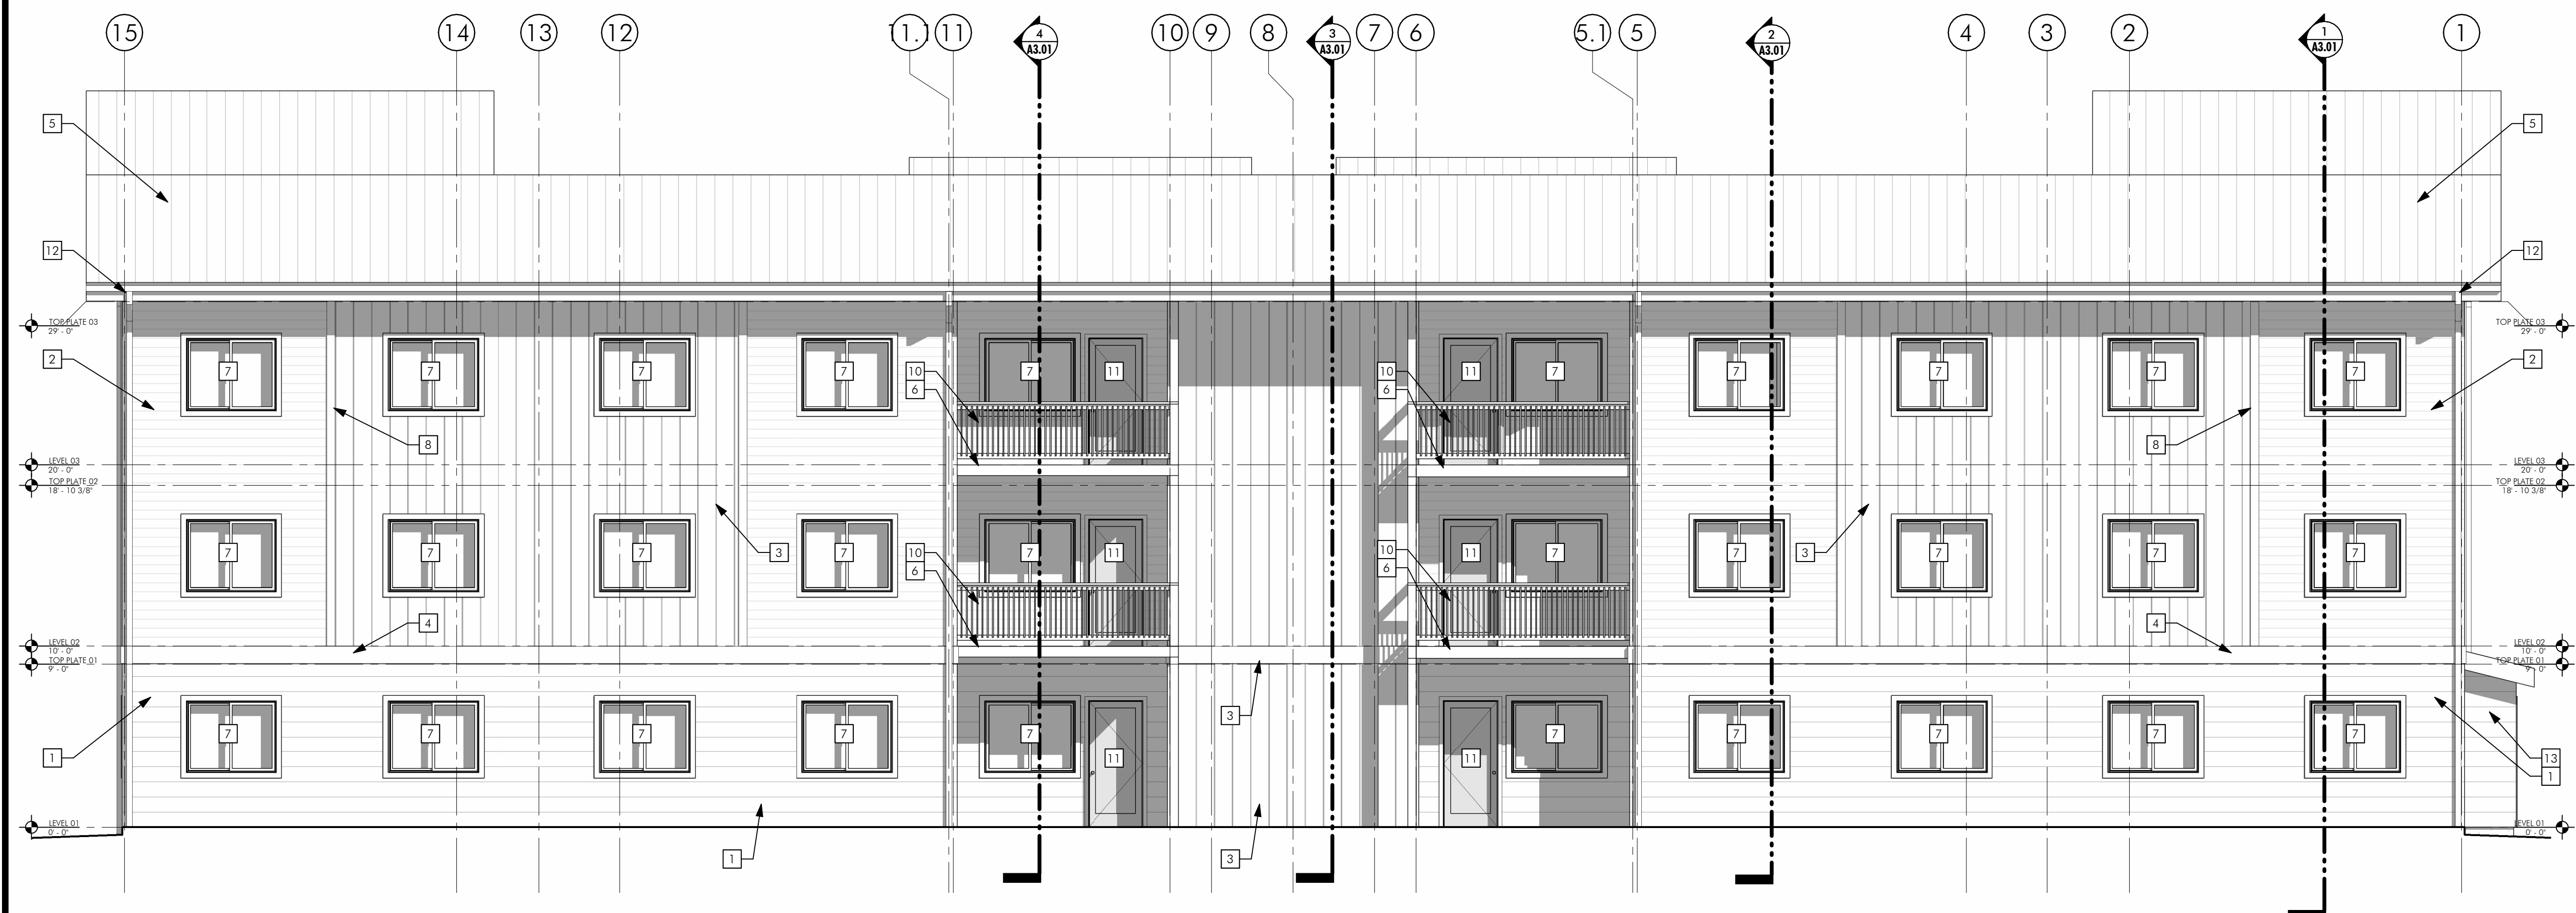 15 14 13 12 11.1 11 4 10 9 8 3 7 6 5.1 5 2 4 3 2 1 1
A3.01 A3.01 A3.01 A3.01
5 5
12 12
TOP PLATE 03 TOP PLATE 03
29' - 0" 29' - 0"
2 2
7 7 7 7 7 11 11 7 7 7 7 7
10 10
6 6
8 8
LEVEL 03 LEVEL 03
20' - 0" 20' - 0"
TOP PLATE 02 TOP PLATE 02
18' - 10 3/8" 18' - 10 3/8"
7 7 7 3 7 10 7 11 10 11 7 7 3 7 7 7
6 6
4 4
LEVEL 02 LEVEL 02
10' - 0" 10' - 0"
TOP PLATE 01 TOP PLATE 01
9' - 0" 9' - 0"
3
7 7 7 7 7 7 7 7 7 7
1 11 11 13
1
LEVEL 01 LEVEL 01
0' - 0" 0' - 0"
1 3